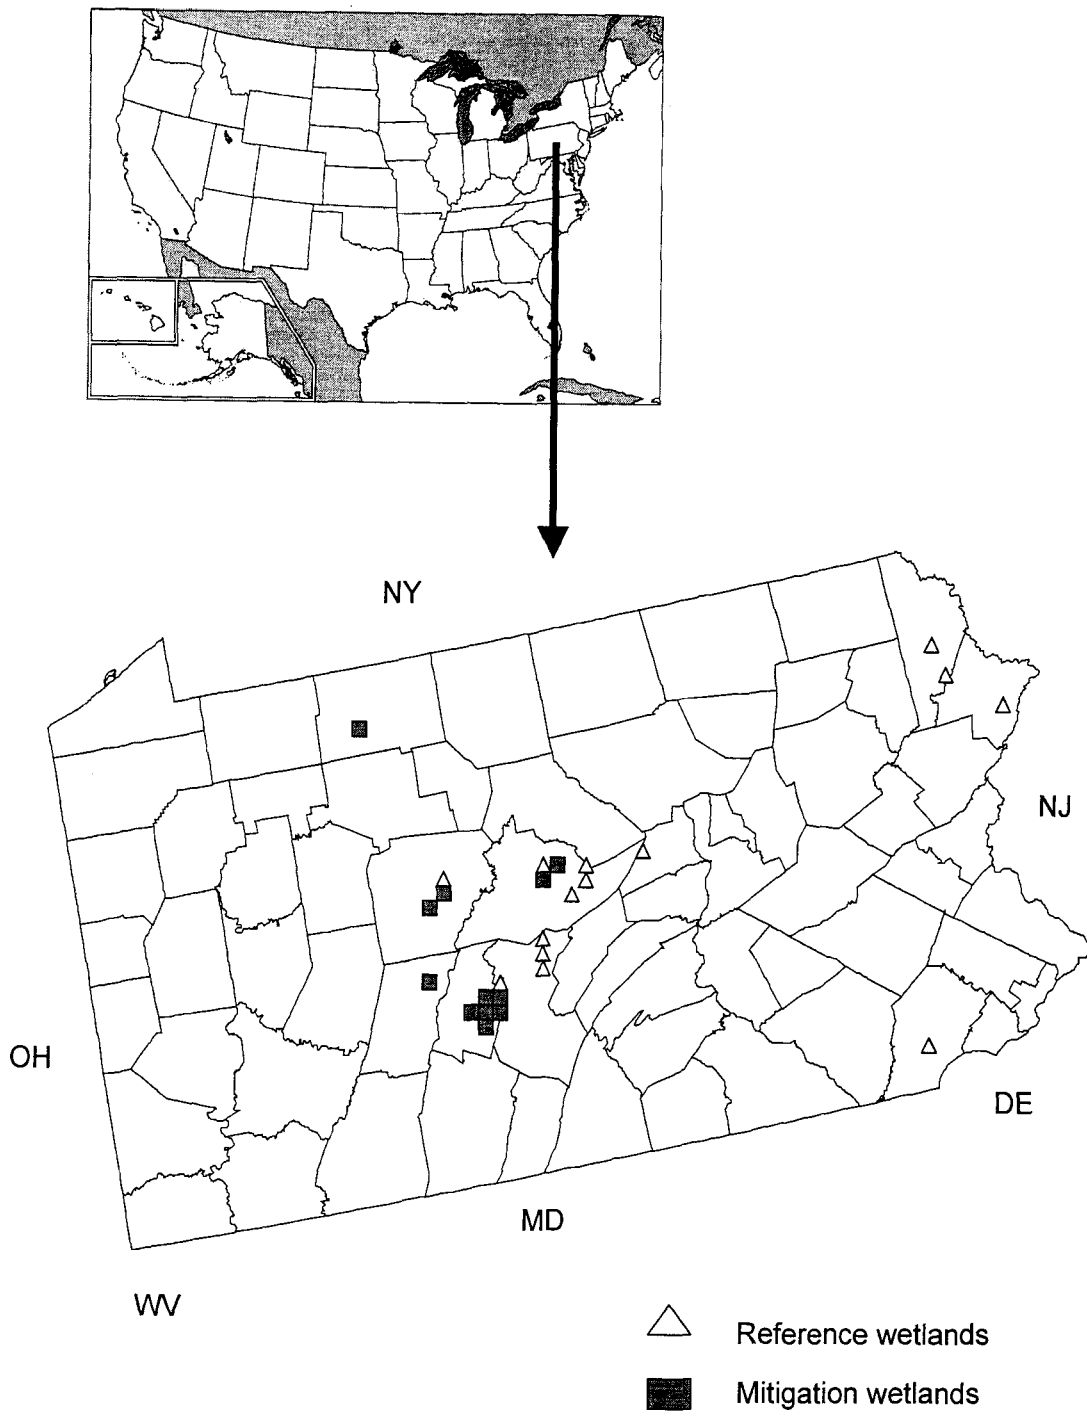 NY
NJ
OH
DE
MD
WV
Reference wetlands
Mitigation wetlands